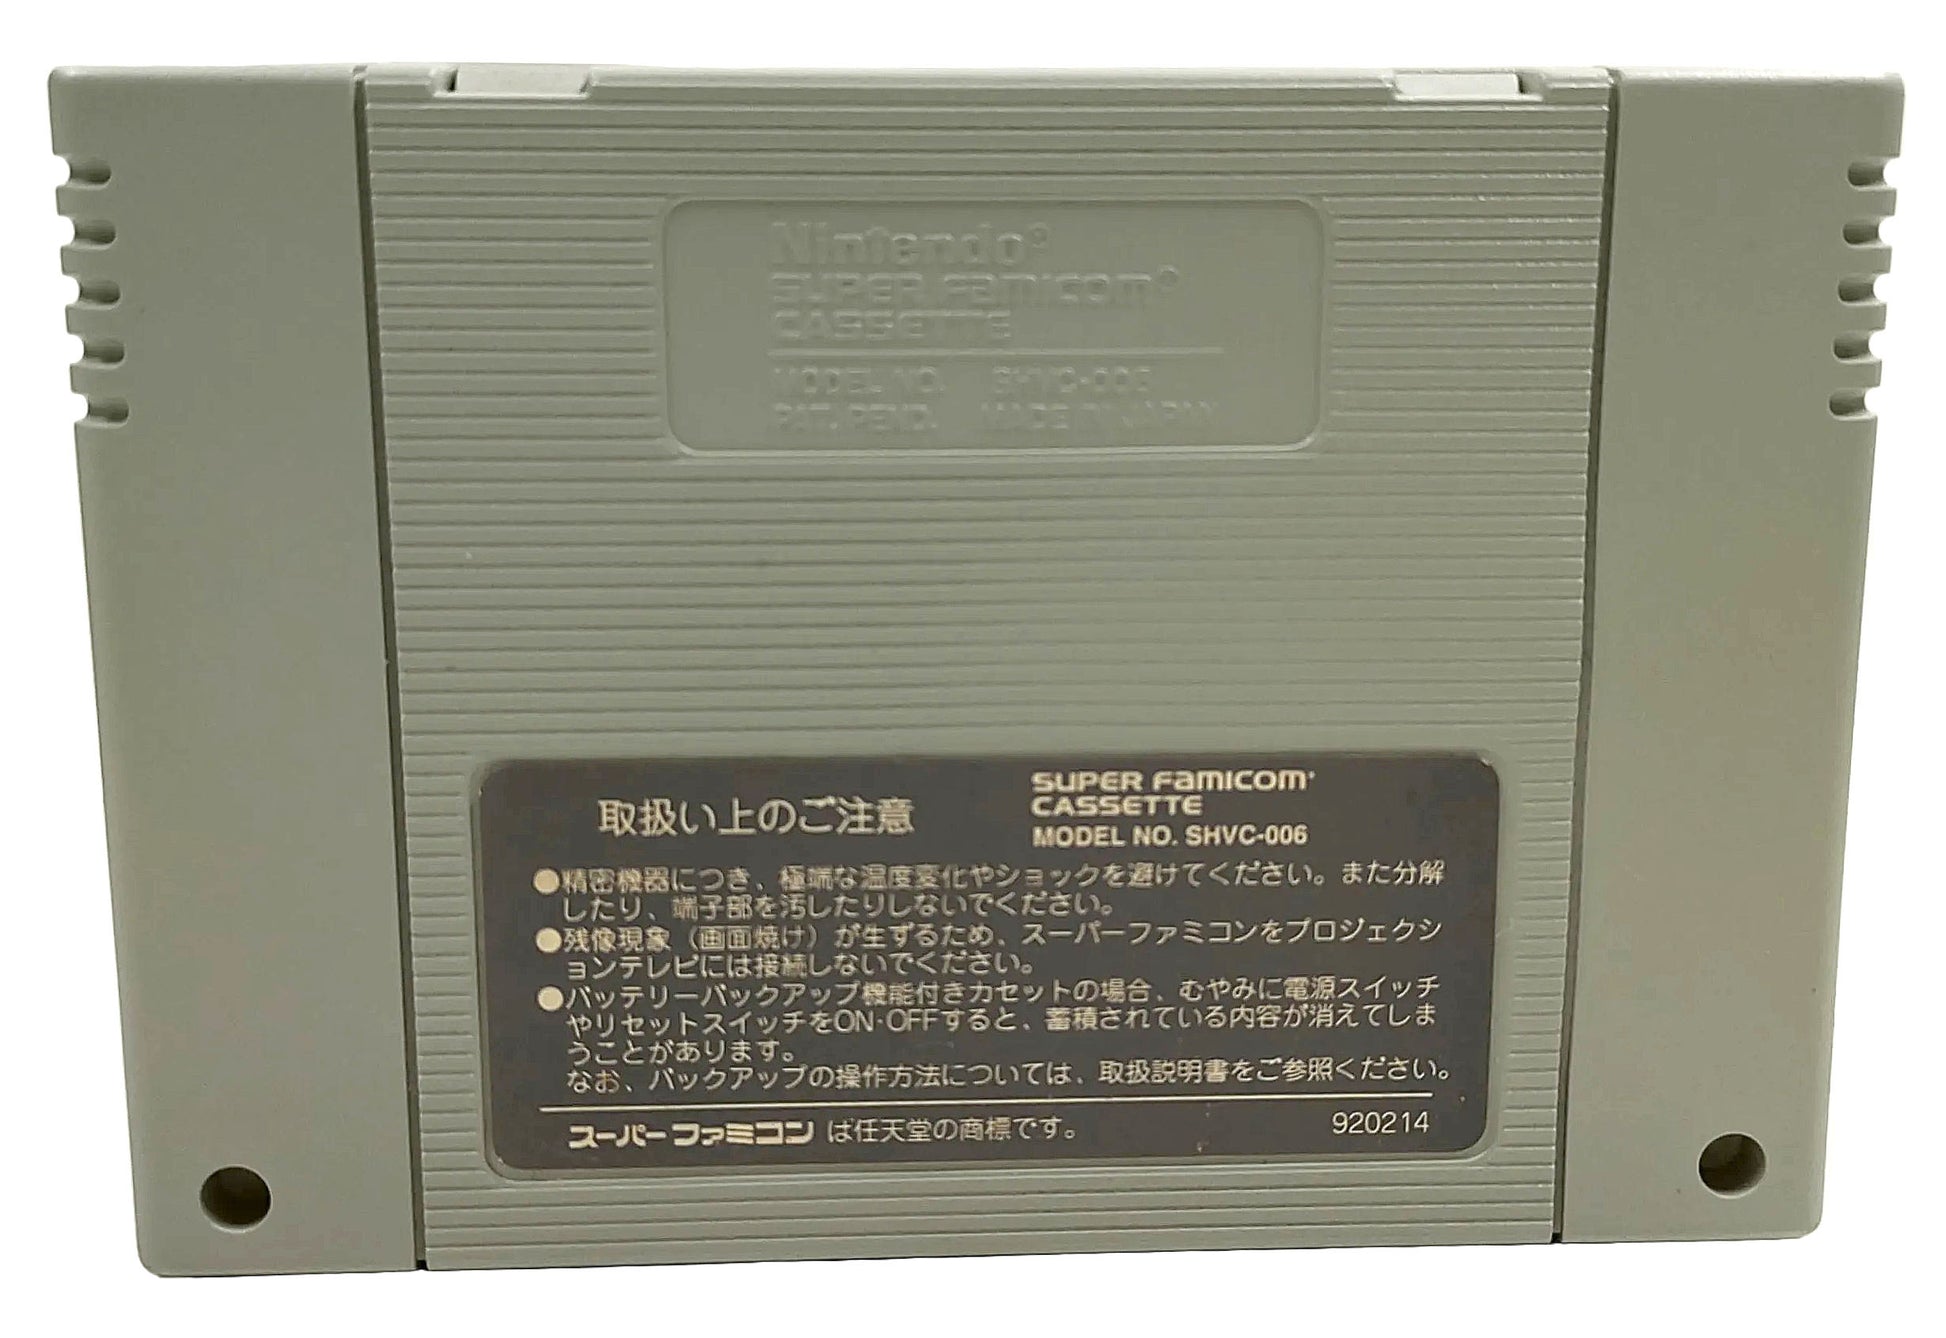 Nintendo®
SUPER FAMICOM®
CASSETTE
MODEL NO. SHVC-006
PAT. PEND. MADE IN JAPAN
取扱い上のご注意
SUPER FAMICOM®
CASSETTE
MODEL NO. SHVC-006
●精密機器につき、極端な温度変化やショックを避けてください。また分解
したり、端子部を汚したりしないでください。
●残像現象（画面焼け）が生ずるため、スーパーファミコンをプロジェクシ
ョンテレビには接続しないでください。
●バッテリーバックアップ機能付きカセットの場合、むやみに電源スイッチ
やリセットスイッチをON·OFFすると、蓄積されている内容が消えてしま
うことがあります。
なお、バックアップの操作方法については、取扱説明書をご参照ください。
スーパーファミコン は任天堂の商標です。 920214